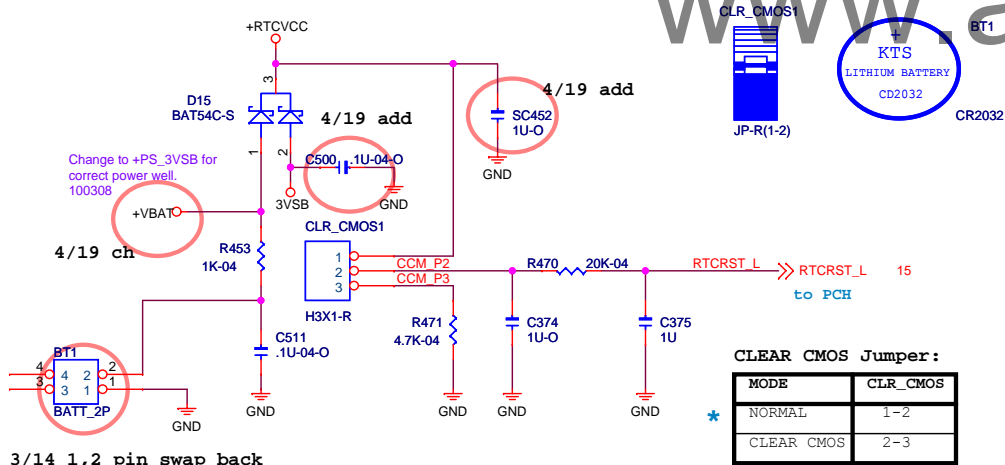 +RTCVCC
CLR_CMOS1
www.a
BT1
+
KTS
LITHIUM BATTERY
CD2032
CR2032
JP-R(1-2)
3
D15
BAT54C-S
4/19 add
4/19 add
SC452
1U-O
GND
Change to +PS_3VSB for
correct power well.
100308
1
2
C500
.1U-04-O
GND
3VSB
+VBAT
4/19 ch
R453
1K-04
CLR_CMOS1
1
2
3
H3X1-R
CCM_P2
CCM_P3
R470
20K-04
RTCRST_L
RTCRST_L
15
to PCH
R471
4.7K-04
C374
1U-O
C375
1U
C511
.1U-04-O
BT1
4
3
4 2
3 1
2
1
BATT_2P
GND
GND
GND
GND
GND
3/14 1,2 pin swap back
CLEAR CMOS Jumper:
MODE CLR_CMOS
* NORMAL 1-2
CLEAR CMOS 2-3